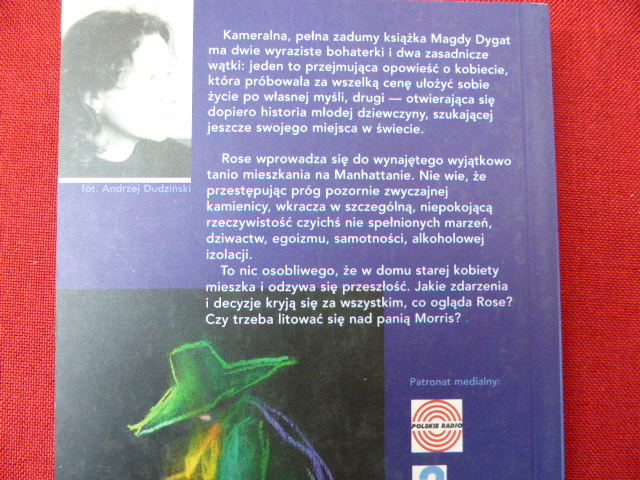 Kameralna, pełna zadumy książka Magdy Dygat
ma dwie wyraziste bohaterki i dwa zasadnicze
wątki: jeden to przejmująca opowieść o kobiecie,
która próbowała za wszelką cenę ułożyć sobie
życie po własnej myśli, drugi — otwierająca się
dopiero historia młodej dziewczyny, szukającej
jeszcze swojego miejsca w świecie.
fot. Andrzej Dudziński
Rose wprowadza się do wynajętego wyjątkowo
tanio mieszkania na Manhattanie. Nie wie, że
przestępując próg pozornie zwyczajnej
kamienicy, wkracza w szczególną, niepokojącą
rzeczywistość czyichś nie spełnionych marzeń,
dziwactw, egoizmu, samotności, alkoholowej
izolacji.
To nic osobliwego, że w domu starej kobiety
mieszka i odzywa się przeszłość. Jakie zdarzenia
i decyzje kryją się za wszystkim, co ogląda Rose?
Czy trzeba litować się nad panią Morris?
Patronat medialny:
POLSKIE RADIO